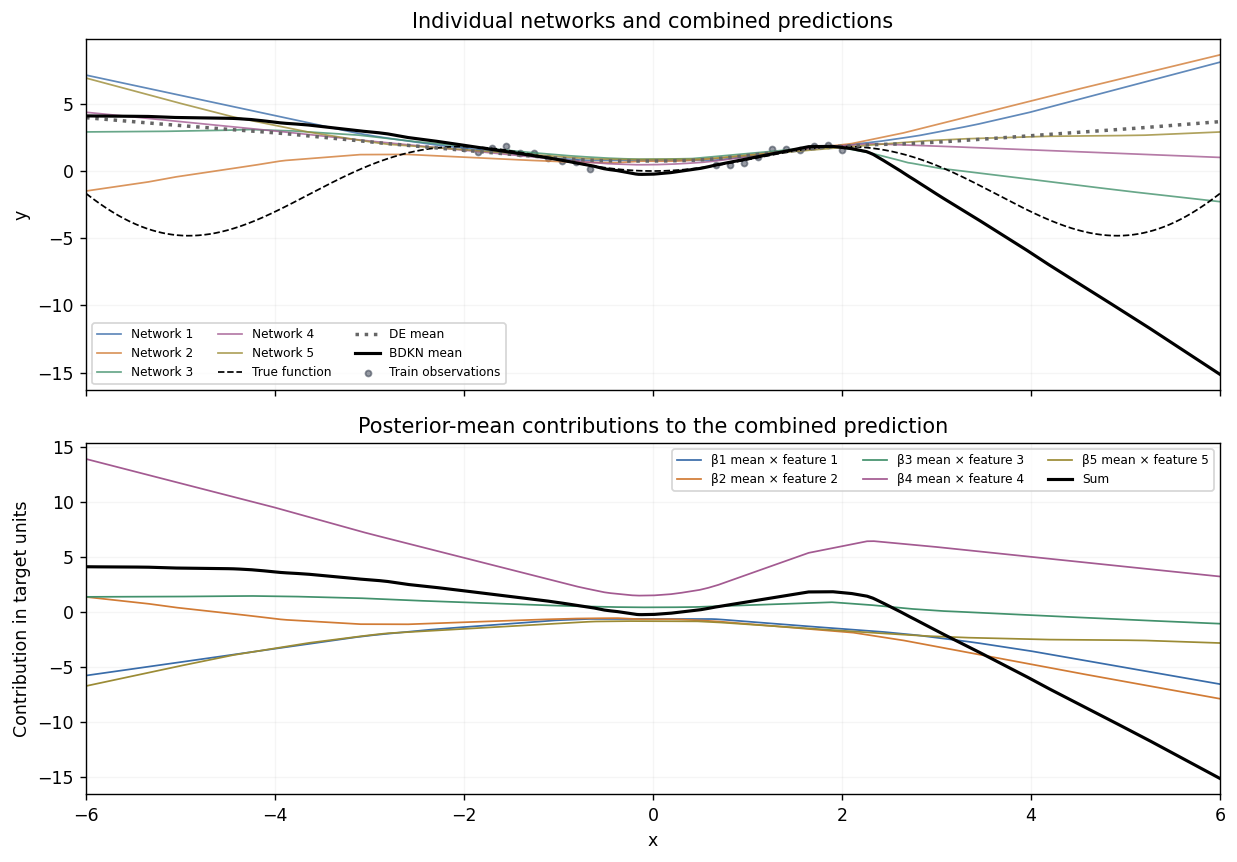 Individual networks and combined predictions
5
0
−5
−10
−15
y
Network 1 Network 4 DE mean
Network 2 Network 5 BDKN mean
Network 3 True function Train observations
Posterior-mean contributions to the combined prediction
15
10
5
0
−5
−10
−15
Contribution in target units
β1 mean × feature 1 β3 mean × feature 3 β5 mean × feature 5
β2 mean × feature 2 β4 mean × feature 4 Sum
−6 −4 −2 0 2 4 6
x